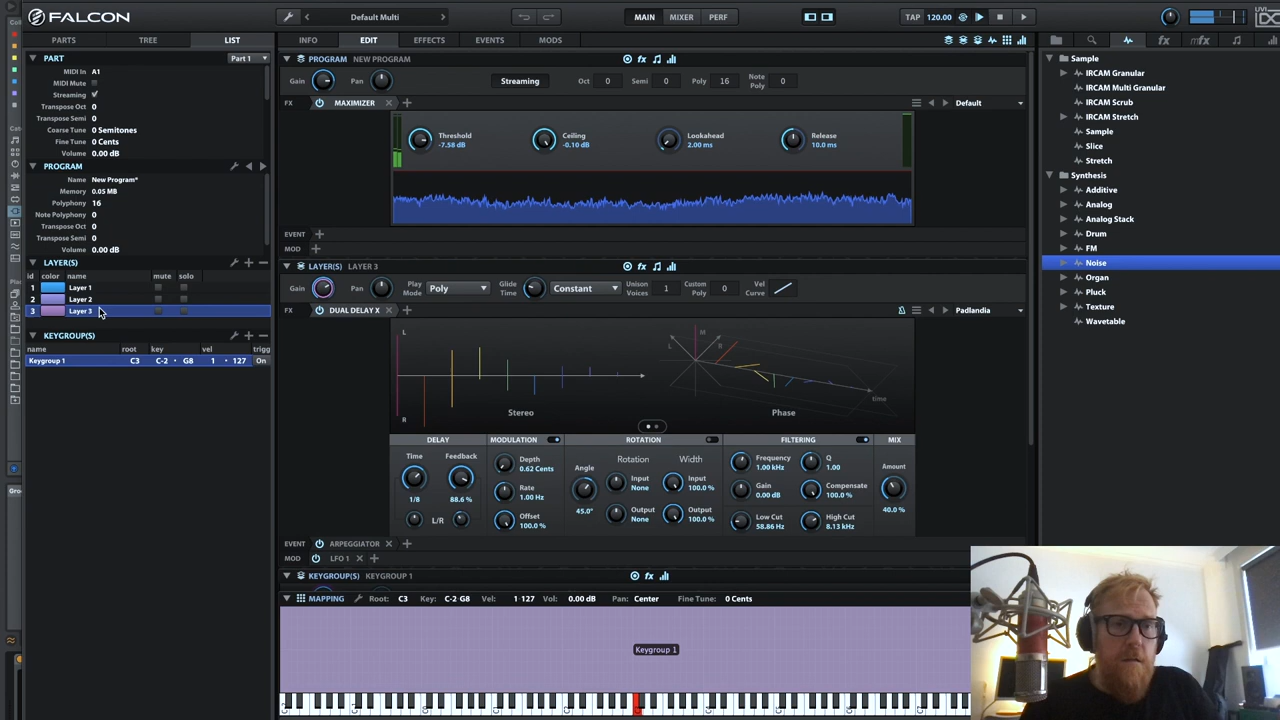 FALCON
Default Multi
MAIN MIXER PERF
TAP 120.00
UVI
PARTS TREE LIST
PART Part 1
MIDI In A1
MIDI Mute
Streaming
Transpose Oct 0
Transpose Semi 0
Coarse Tune 0 Semitones
Fine Tune 0 Cents
Volume 0.00 dB
PROGRAM
Name New Program*
Memory 0.05 MB
Polyphony 16
Note Polyphony 0
Transpose Oct 0
Transpose Semi 0
Volume 0.00 dB
LAYER(S)
id color name mute solo
1 Layer 1
2 Layer 2
3 Layer 3
KEYGROUP(S)
name root key vel trigg
Keygroup 1 C3 C-2 G8 1 127 On
INFO EDIT EFFECTS EVENTS MODS
PROGRAM NEW PROGRAM
Gain Pan Streaming Oct 0 Semi 0 Poly 16 Note Poly 0
FX MAXIMIZER Default
Threshold -7.58 dB
Ceiling -0.10 dB
Lookahead 2.00 ms
Release 10.0 ms
EVENT
MOD
LAYER(S) LAYER 3
Gain Pan Play Mode Poly Glide Time Constant Unison Voices 1 Custom Poly 0 Vel Curve
FX DUAL DELAY X Padlandia
L
R
Stereo
M
L R
time
Phase
DELAY MODULATION ROTATION FILTERING MIX
Time 1/8
Feedback 88.6 %
L/R
Depth 0.62 Cents
Rate 1.00 Hz
Offset 100.0 %
Rotation Width
Angle 45.0°
Input None
Input 100.0 %
Output None
Output 100.0 %
Frequency 1.00 kHz
Q 1.00
Gain 0.00 dB
Compensate 100.0 %
Low Cut 58.86 Hz
High Cut 8.13 kHz
Amount 40.0 %
EVENT ARPEGGIATOR
MOD LFO 1
KEYGROUP(S) KEYGROUP 1
MAPPING Root: C3 Key: C-2 G8 Vel: 1 127 Vol: 0.00 dB Pan: Center Fine Tune: 0 Cents
Keygroup 1
Sample
IRCAM Granular
IRCAM Multi Granular
IRCAM Scrub
IRCAM Stretch
Sample
Slice
Stretch
Synthesis
Additive
Analog
Analog Stack
Drum
FM
Noise
Organ
Pluck
Texture
Wavetable